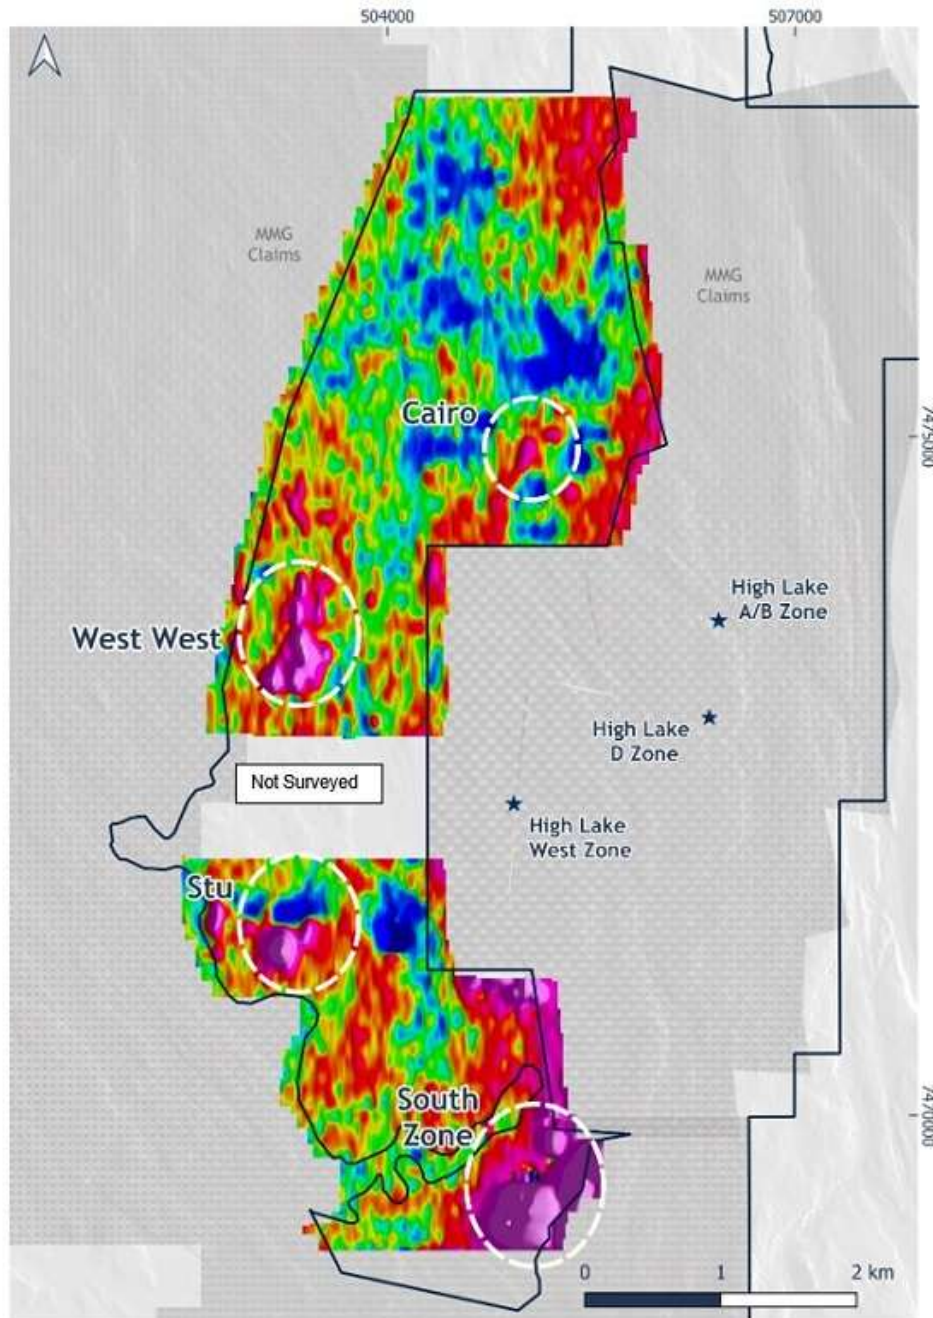 504000
507000
MMG
Claims
MMG
Claims
Cairo
7475000
High Lake
A/B Zone
West West
High Lake
D Zone
Not Surveyed
High Lake
West Zone
Stu
South
Zone
7470000
0
1
2 km